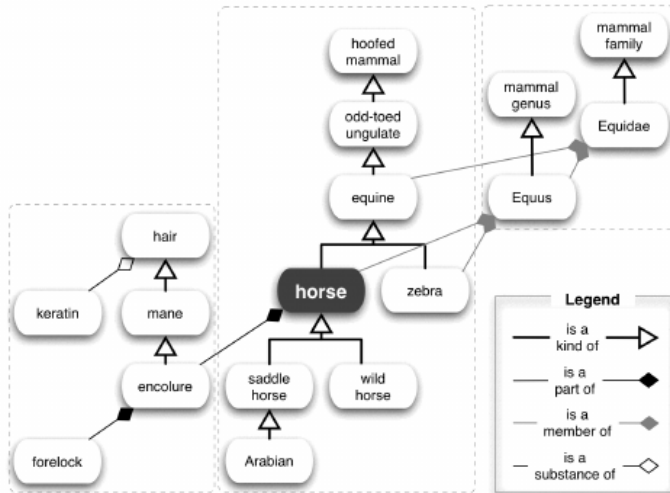 mammal
family
hoofed
mammal
mammal
genus
odd-toed
ungulate
Equidae
equine
Equus
hair
horse
zebra
keratin
mane
Legend
is a
kind of
encolure
saddle
horse
wild
horse
is a
part of
is a
member of
forelock
Arabian
is a
substance of